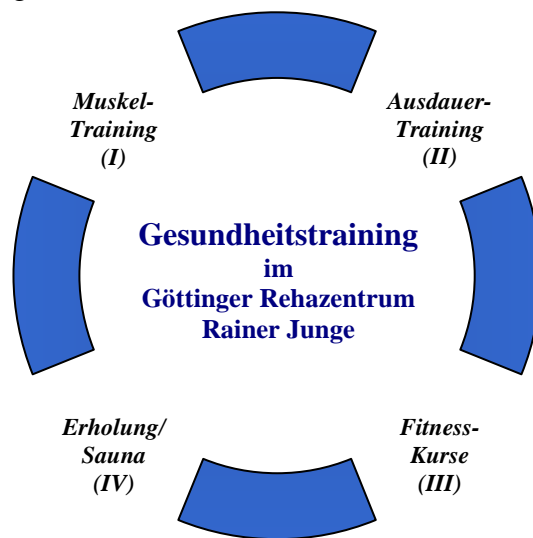 Muskel-
Training
(I)
Ausdauer-
Training
(II)
Gesundheitstraining
im
Göttinger Rehazentrum
Rainer Junge
Erholung/
Sauna
(IV)
Fitness-
Kurse
(III)